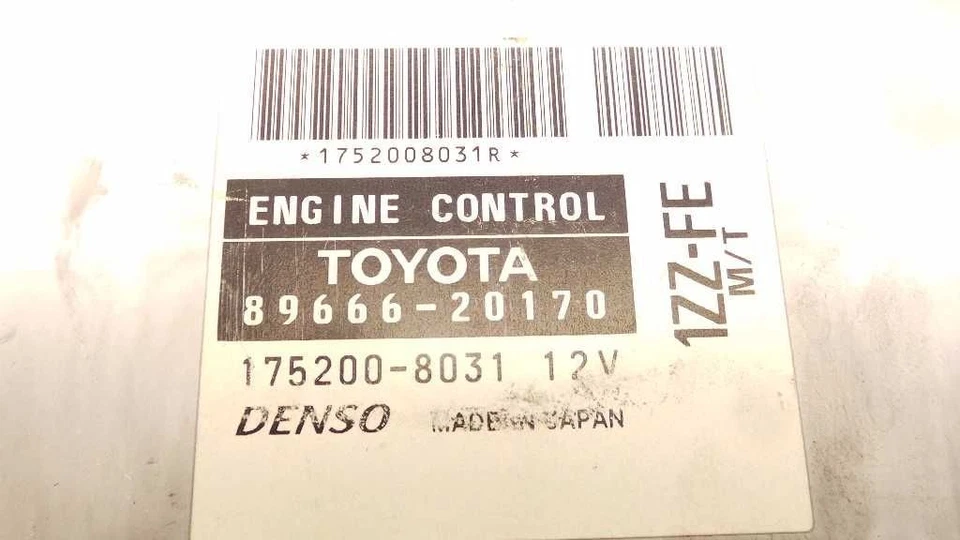 *1752008031R*
ENGINE CONTROL
TOYOTA
89666-20170
175200-8031 12V
DENSO MADE IN JAPAN
1ZZ-FE
M/T